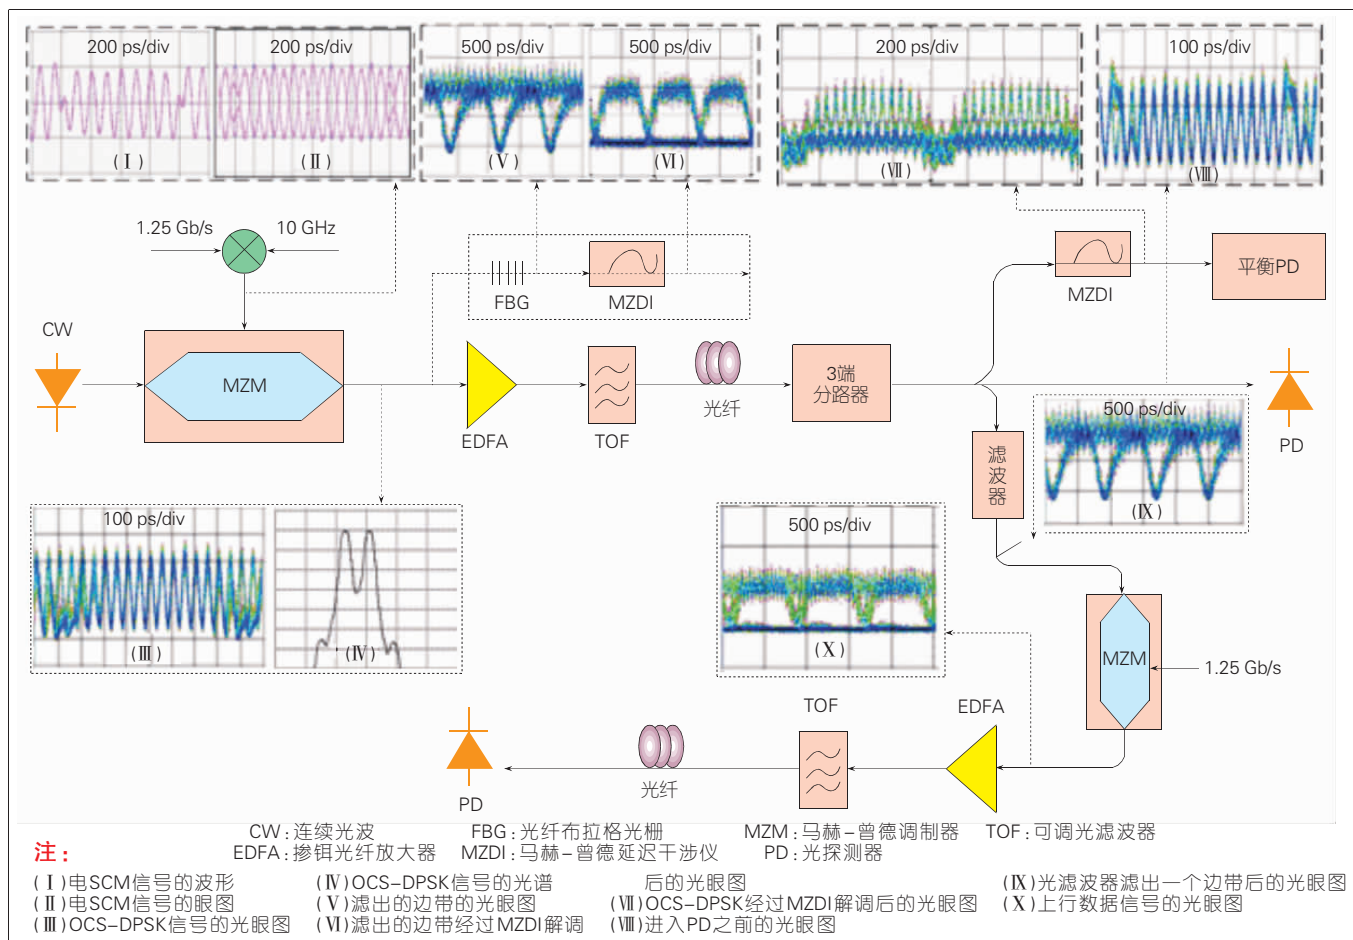 200 ps/div
200 ps/div
500 ps/div
500 ps/div
200 ps/div
100 ps/div
(Ⅰ)
(Ⅱ)
(Ⅴ)
(Ⅵ)
(Ⅶ)
(Ⅷ)
1.25 Gb/s
10 GHz
FBG
MZDI
MZDI
平衡PD
CW
MZM
EDFA
TOF
光纤
3端
分路器
PD
500 ps/div
(Ⅸ)
滤
波
器
100 ps/div
(Ⅲ)
(Ⅳ)
500 ps/div
(Ⅹ)
MZM
1.25 Gb/s
PD
光纤
TOF
EDFA
CW:连续光波 FBG:光纤布拉格光栅 MZM:马赫-曾德调制器 TOF:可调光滤波器
注: EDFA:掺铒光纤放大器 MZDI:马赫-曾德延迟干涉仪 PD:光探测器
(Ⅰ)电SCM信号的波形 (Ⅳ)OCS-DPSK信号的光谱 后的光眼图 (Ⅸ)光滤波器滤出一个边带后的光眼图
(Ⅱ)电SCM信号的眼图 (Ⅴ)滤出的边带的光眼图 (Ⅶ)OCS-DPSK经过MZDI解调后的光眼图 (Ⅹ)上行数据信号的光眼图
(Ⅲ)OCS-DPSK信号的光眼图 (Ⅵ)滤出的边带经过MZDI解调 (Ⅷ)进入PD之前的光眼图